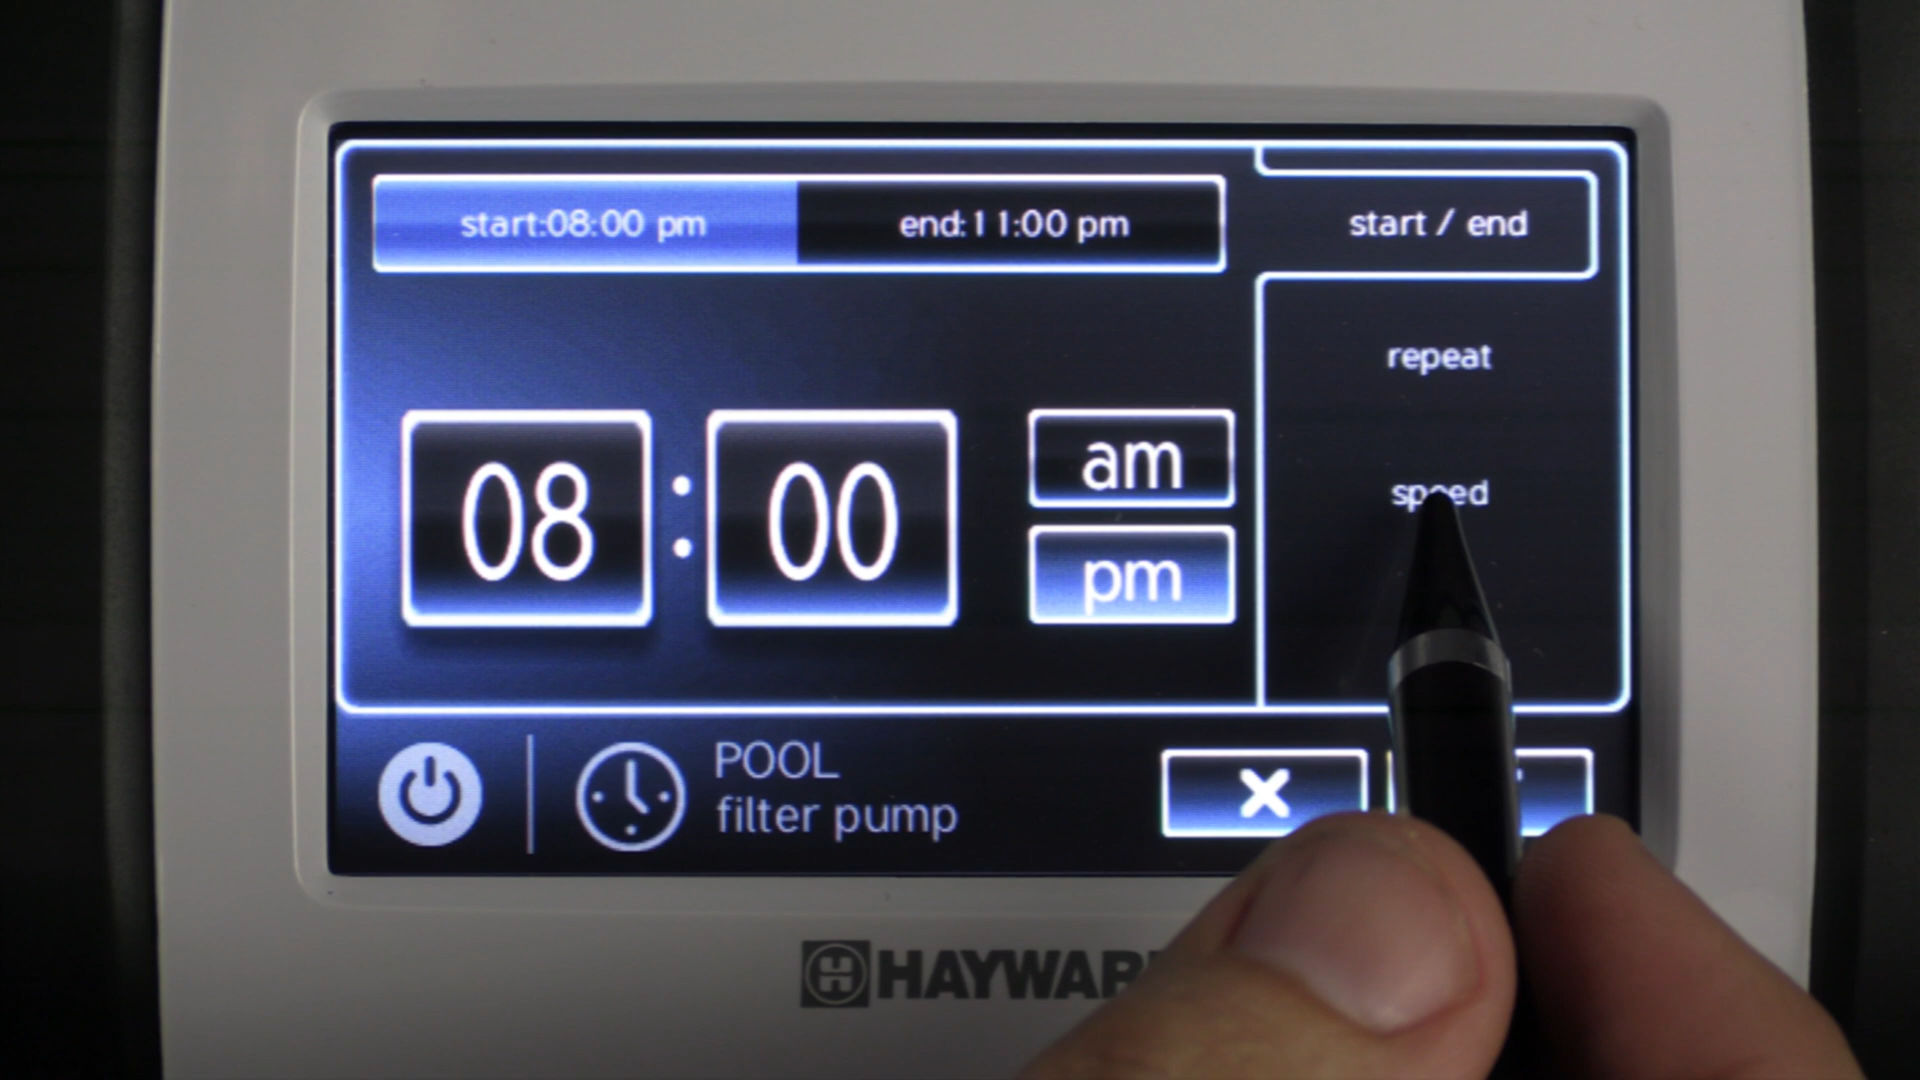 start:08:00 pm
end:11:00 pm
start / end
repeat
speed
08:00
am
pm
POOL
filter pump